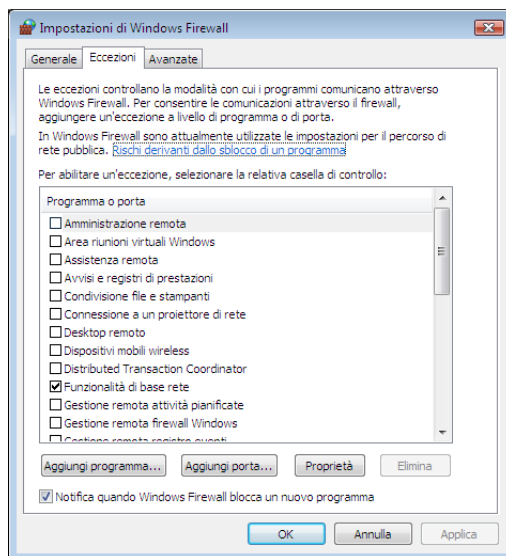 Impostazioni di Windows Firewall
Generale Eccezioni Avanzate
Le eccezioni controllano la modalità con cui i programmi comunicano attraverso
Windows Firewall. Per consentire le comunicazioni attraverso il firewall,
aggiungere un'eccezione a livello di programma o di porta.
In Windows Firewall sono attualmente utilizzate le impostazioni per il percorso di
rete pubblica. Rischi derivanti dallo sblocco di un programma
Per abilitare un'eccezione, selezionare la relativa casella di controllo:
Programma o porta
Amministrazione remota
Area riunioni virtuali Windows
Assistenza remota
Avvisi e registri di prestazioni
Condivisione file e stampanti
Connessione a un proiettore di rete
Desktop remoto
Dispositivi mobili wireless
Distributed Transaction Coordinator
Funzionalità di base rete
Gestione remota attività pianificate
Gestione remota firewall Windows
Gestione remota registro eventi
Aggiungi programma... Aggiungi porta... Proprietà Elimina
Notifica quando Windows Firewall blocca un nuovo programma
OK Annulla Applica